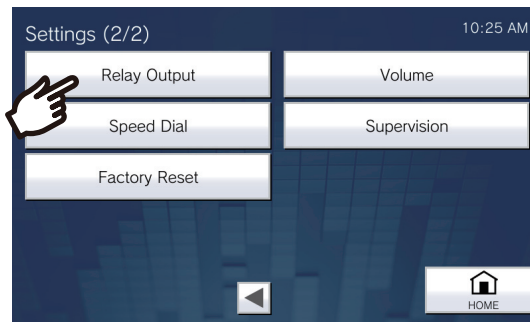 Settings (2/2)
10:25 AM
Relay Output
Volume
Speed Dial
Supervision
Factory Reset
HOME